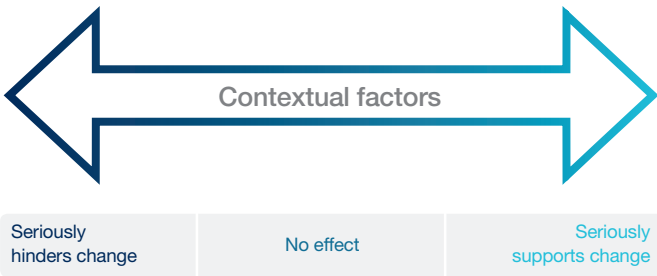 Contextual factors
Seriously
hinders change
No effect
Seriously
supports change